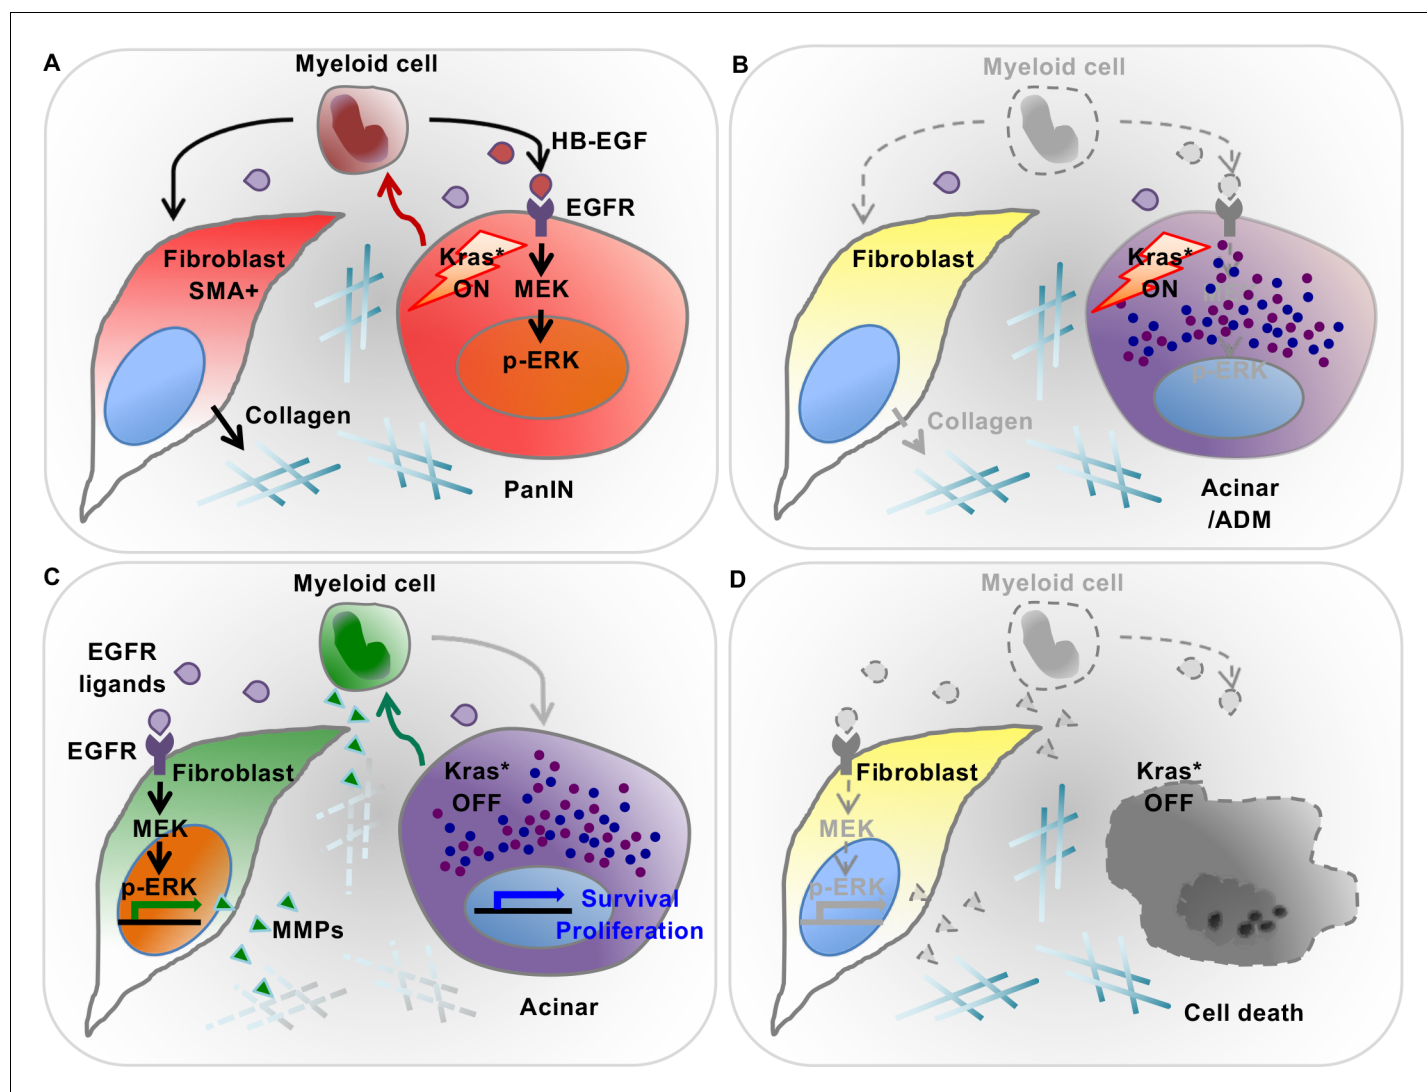 A
Myeloid cell
HB-EGF
EGFR
Fibroblast
SMA+
Kras*
ON
MEK
p-ERK
Collagen
PanIN
B
Myeloid cell
Fibroblast
Kras*
ON
p-ERK
Collagen
Acinar
/ADM
C
Myeloid cell
EGFR
ligands
EGFR
Fibroblast
MEK
p-ERK
MMPs
Kras*
OFF
Survival
Proliferation
Acinar
D
Myeloid cell
Fibroblast
MEK
p-ERK
Kras*
OFF
Cell death